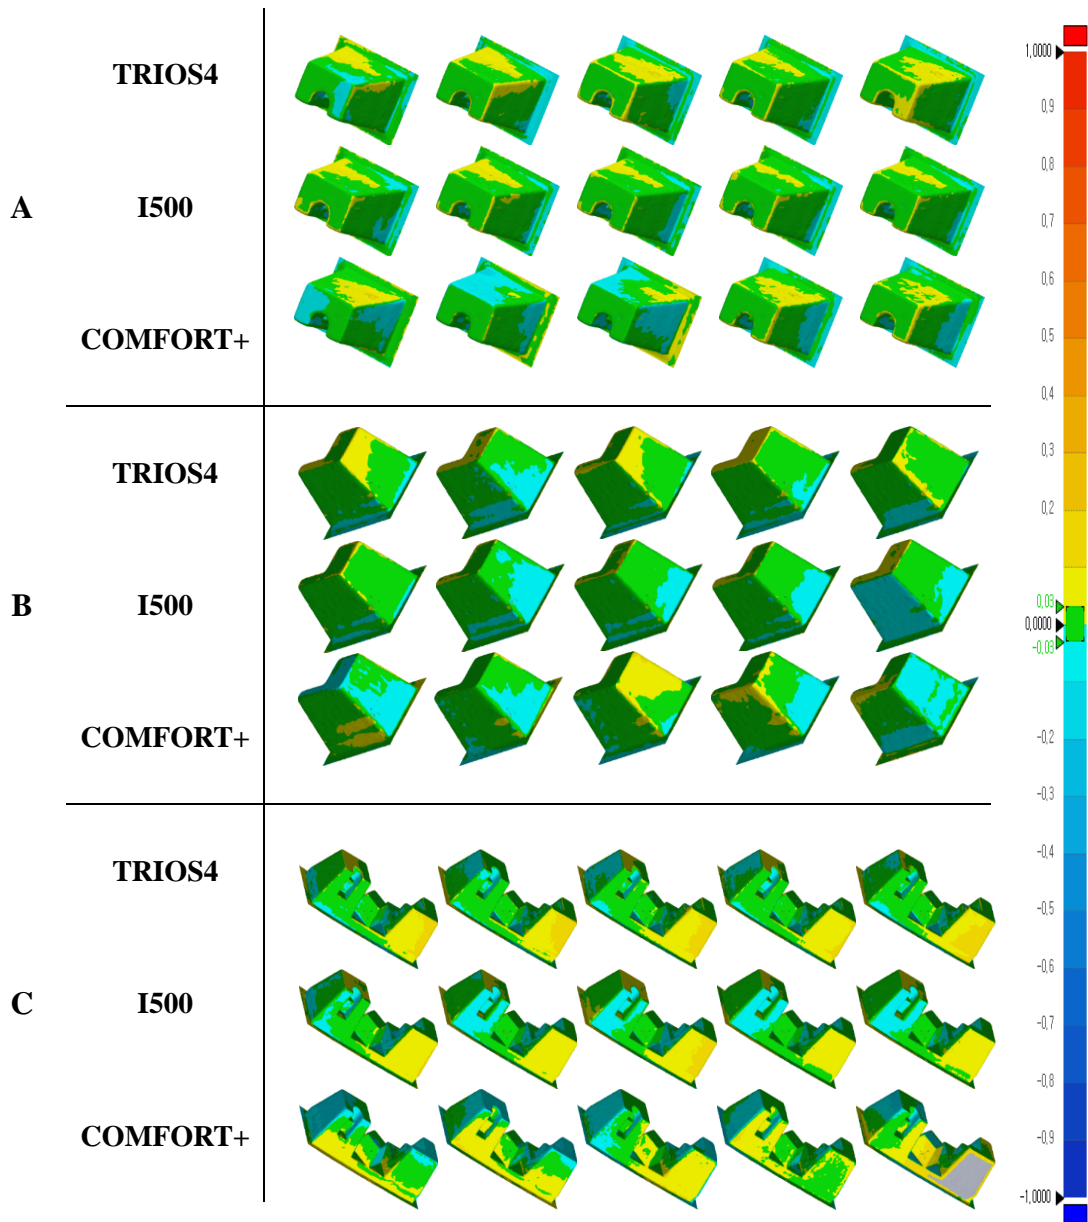 TRIOS4
A I500
COMFORT+
TRIOS4
B I500
COMFORT+
TRIOS4
C I500
COMFORT+
1,0000
0,9
0,8
0,7
0,6
0,5
0,4
0,3
0,2
0,03
0,0000
-0,03
-0,2
-0,3
-0,4
-0,5
-0,6
-0,7
-0,8
-0,9
-1,0000